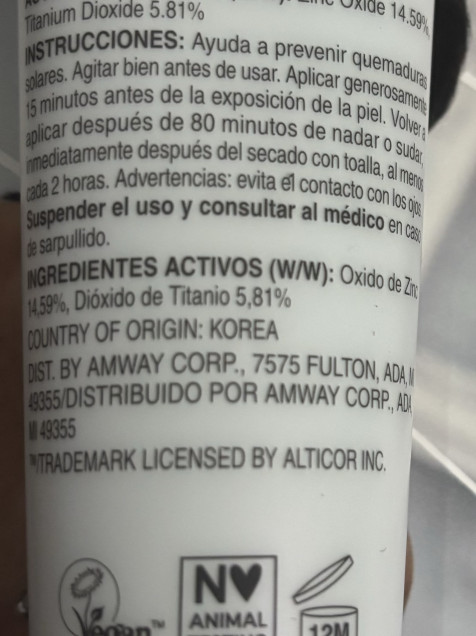 Oxide 14.59%
Titanium Dioxide 5.81%
INSTRUCCIONES: Ayuda a prevenir quemaduras
solares. Agitar bien antes de usar. Aplicar generosamente
15 minutos antes de la exposición de la piel. Volver a
aplicar después de 80 minutos de nadar o sudar,
inmediatamente después del secado con toalla, al menos
cada 2 horas. Advertencias: evita el contacto con los ojos.
Suspender el uso y consultar al médico en caso
de sarpullido.
INGREDIENTES ACTIVOS (W/W): Oxido de Zinc
14,59%, Dióxido de Titanio 5,81%
COUNTRY OF ORIGIN: KOREA
DIST. BY AMWAY CORP., 7575 FULTON, ADA, M
49355/DISTRIBUIDO POR AMWAY CORP., ADA
MI 49355
™/TRADEMARK LICENSED BY ALTICOR INC.
Vegan™
N♥
ANIMAL
12M